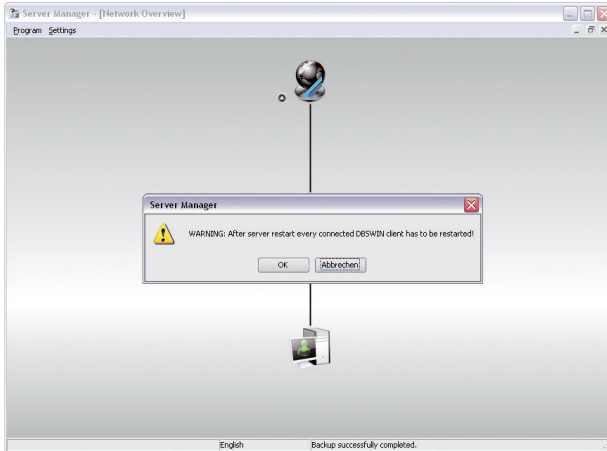 Server Manager - [Network Overview]
Program Settings
Server Manager
WARNING: After server restart every connected DBSWIN client has to be restarted!
OK Abbrechen
English Backup successfully completed.